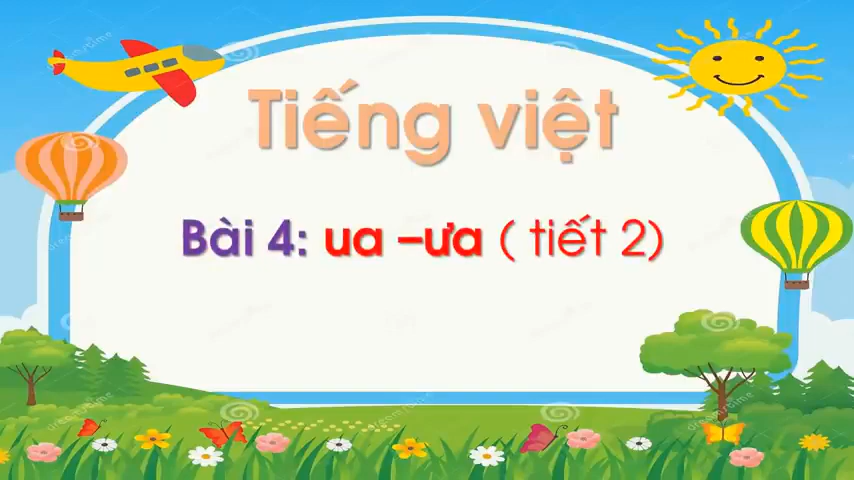 Tiếng việt
Bài 4: ua –ưa ( tiết 2)